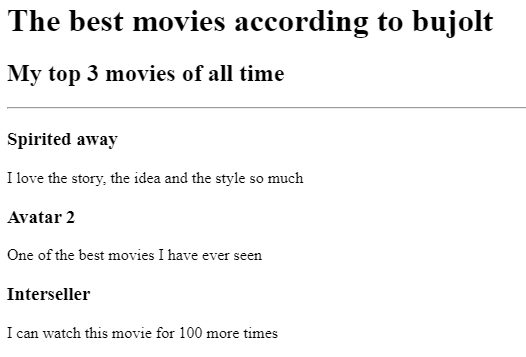 The best movies according to bujolt
My top 3 movies of all time
Spirited away
I love the story, the idea and the style so much
Avatar 2
One of the best movies I have ever seen
Interseller
I can watch this movie for 100 more times